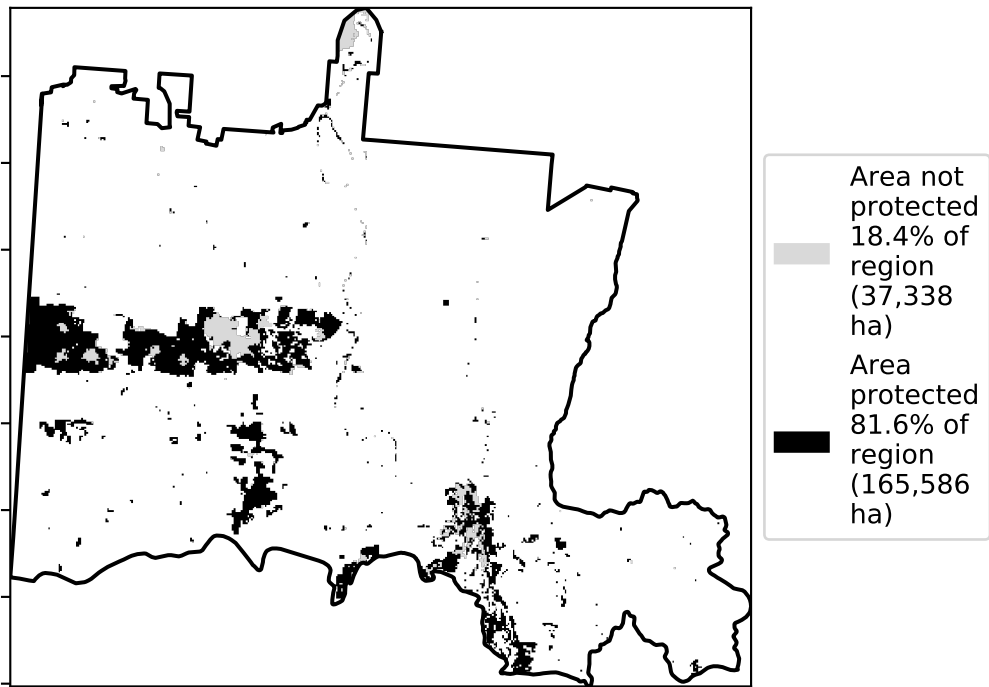 Area not
protected
18.4% of
region
(37,338
ha)
Area
protected
81.6% of
region
(165,586
ha)